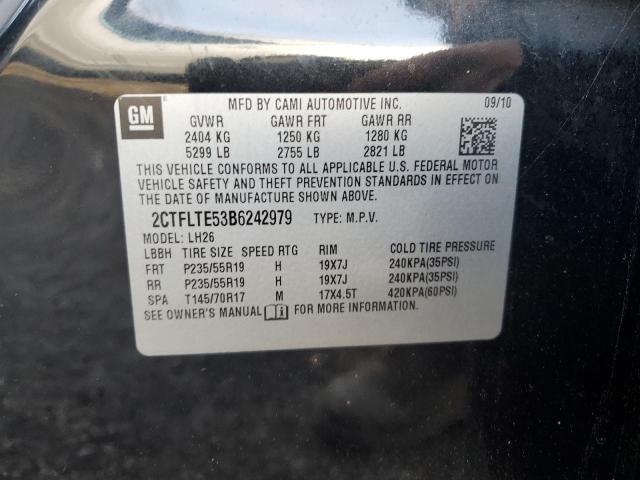 GM
MFD BY CAMI AUTOMOTIVE INC. 09/10
GVWR GAWR FRT GAWR RR
2404 KG 1250 KG 1280 KG
5299 LB 2755 LB 2821 LB
THIS VEHICLE CONFORMS TO ALL APPLICABLE U.S. FEDERAL MOTOR
VEHICLE SAFETY AND THEFT PREVENTION STANDARDS IN EFFECT ON THE
DATE OF MANUFACTURE SHOWN ABOVE.
2CTFLTE53B6242979 TYPE: M.P.V.
MODEL: LH26
LBBH TIRE SIZE SPEED RTG RIM COLD TIRE PRESSURE
FRT P235/55R19 H 19X7J 240KPA(35PSI)
RR P235/55R19 H 19X7J 240KPA(35PSI)
SPA T145/70R17 M 17X4.5T 420KPA(60PSI)
SEE OWNER'S MANUAL FOR MORE INFORMATION.